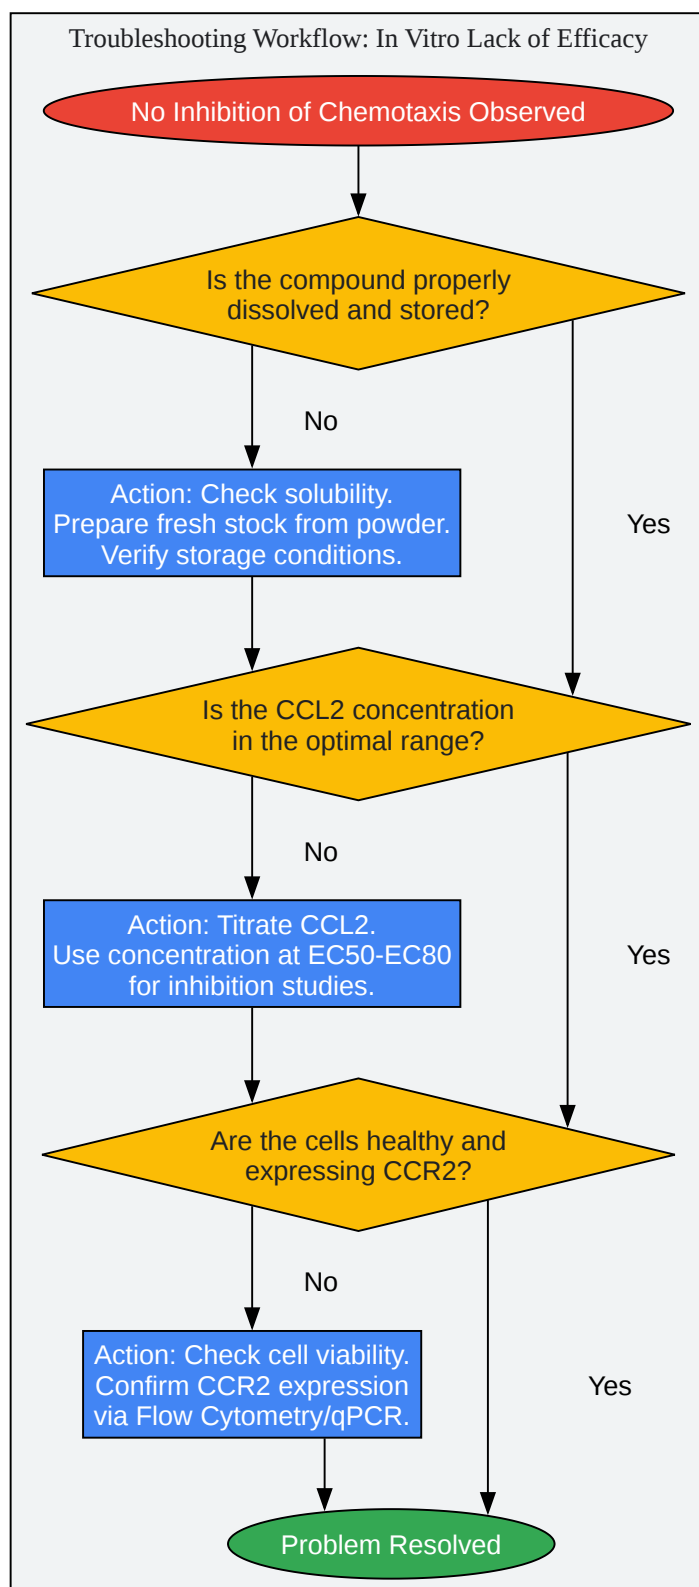 Troubleshooting Workflow: In Vitro Lack of Efficacy
No Inhibition of Chemotaxis Observed
Is the compound properly
dissolved and stored?
No
Action: Check solubility.
Prepare fresh stock from powder.
Verify storage conditions.
Yes
Is the CCL2 concentration
in the optimal range?
No
Action: Titrate CCL2.
Use concentration at EC50-EC80
for inhibition studies.
Yes
Are the cells healthy and
expressing CCR2?
No
Action: Check cell viability.
Confirm CCR2 expression
via Flow Cytometry/qPCR.
Yes
Problem Resolved